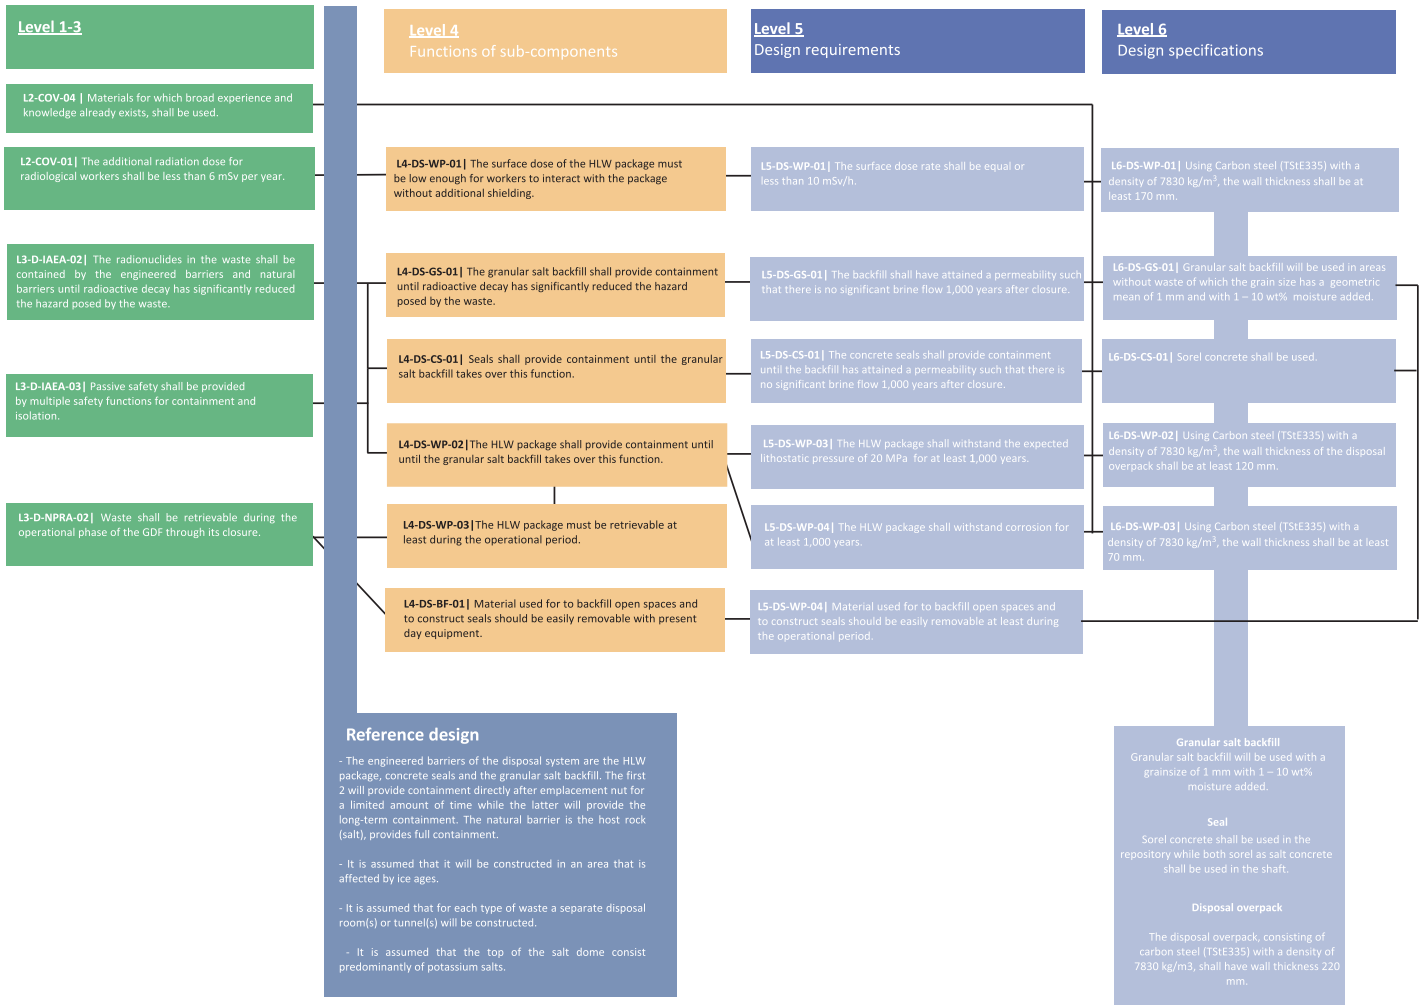 Level 1-3
Level 4
Functions of sub-components
Level 5
Design requirements
Level 6
Design specifications
L2-COV-04 | Materials for which broad experience and
knowledge already exists, shall be used.
L2-COV-01| The additional radiation dose for
radiological workers shall be less than 6 mSv per year.
L4-DS-WP-01| The surface dose of the HLW package must
be low enough for workers to interact with the package
without additional shielding.
L5-DS-WP-01| The surface dose rate shall be equal or
less than 10 mSv/h.
L6-DS-WP-01| Using Carbon steel (TStE335) with a
density of 7830 kg/m³, the wall thickness shall be at
least 170 mm.
L3-D-IAEA-02| The radionuclides in the waste shall be
contained by the engineered barriers and natural
barriers until radioactive decay has significantly reduced
the hazard posed by the waste.
L4-DS-GS-01| The granular salt backfill shall provide containment
until radioactive decay has significantly reduced the hazard
posed by the waste.
L5-DS-GS-01| The backfill shall have attained a permeability such
that there is no significant brine flow 1,000 years after closure.
L6-DS-GS-01| Granular salt backfill will be used in areas
without waste of which the grain size has a geometric
mean of 1 mm and with 1 – 10 wt% moisture added.
L4-DS-CS-01| Seals shall provide containment until the granular
salt backfill takes over this function.
L5-DS-CS-01| The concrete seals shall provide containment
until the backfill has attained a permeability such that there is
no significant brine flow 1,000 years after closure.
L6-DS-CS-01| Sorel concrete shall be used.
L3-D-IAEA-03| Passive safety shall be provided
by multiple safety functions for containment and
isolation.
L4-DS-WP-02|The HLW package shall provide containment until
until the granular salt backfill takes over this function.
L5-DS-WP-03| The HLW package shall withstand the expected
lithostatic pressure of 20 MPa for at least 1,000 years.
L6-DS-WP-02| Using Carbon steel (TStE335) with a
density of 7830 kg/m³, the wall thickness of the disposal
overpack shall be at least 120 mm.
L3-D-NPRA-02| Waste shall be retrievable during the
operational phase of the GDF through its closure.
L4-DS-WP-03|The HLW package must be retrievable at
least during the operational period.
L5-DS-WP-04| The HLW package shall withstand corrosion for
at least 1,000 years.
L6-DS-WP-03| Using Carbon steel (TStE335) with a
density of 7830 kg/m³, the wall thickness shall be at least
70 mm.
L4-DS-BF-01| Material used for to backfill open spaces and
to construct seals should be easily removable with present
day equipment.
L5-DS-WP-04| Material used for to backfill open spaces and
to construct seals should be easily removable at least during
the operational period.
Reference design
- The engineered barriers of the disposal system are the HLW
package, concrete seals and the granular salt backfill. The first
2 will provide containment directly after emplacement nut for
a limited amount of time while the latter will provide the
long-term containment. The natural barrier is the host rock
(salt), provides full containment.
- It is assumed that it will be constructed in an area that is
affected by ice ages.
- It is assumed that for each type of waste a separate disposal
room(s) or tunnel(s) will be constructed.
- It is assumed that the top of the salt dome consist
predominantly of potassium salts.
Granular salt backfill
Granular salt backfill will be used with a
grainsize of 1 mm with 1 – 10 wt%
moisture added.
Seal
Sorel concrete shall be used in the
repository while both sorel as salt concrete
shall be used in the shaft.
Disposal overpack
The disposal overpack, consisting of
carbon steel (TStE335) with a density of
7830 kg/m3, shall have wall thickness 220
mm.